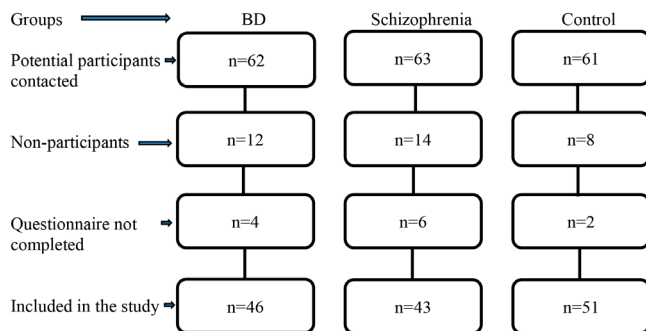 Groups BD Schizophrenia Control
Potential participants contacted n=62 n=63 n=61
Non-participants n=12 n=14 n=8
Questionnaire not completed n=4 n=6 n=2
Included in the study n=46 n=43 n=51